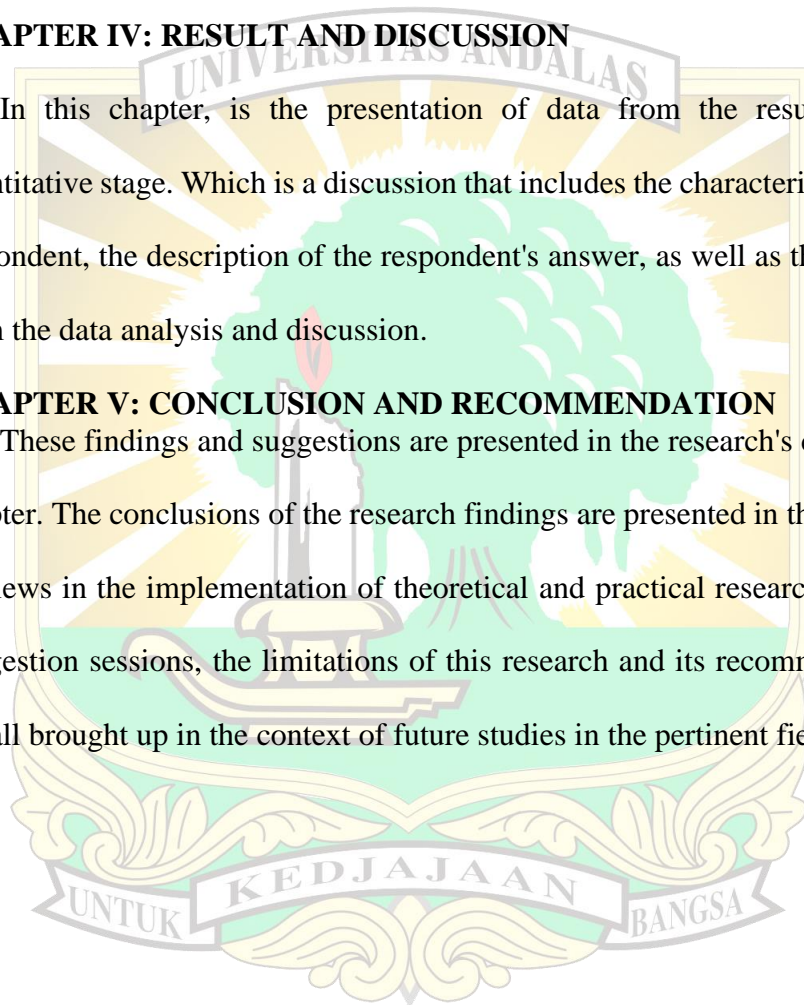 APTER IV: RESULT AND DISCUSSION
UNIVERSITAS ANDALAS
In this chapter, is the presentation of data from the resu
ntitative stage. Which is a discussion that includes the characteri
ondent, the description of the respondent's answer, as well as th
the data analysis and discussion.
APTER V: CONCLUSION AND RECOMMENDATION
These findings and suggestions are presented in the research's
pter. The conclusions of the research findings are presented in th
iews in the implementation of theoretical and practical research
gestion sessions, the limitations of this research and its recomm
all brought up in the context of future studies in the pertinent fie
UNTUK KEDJAJAAN BANGSA